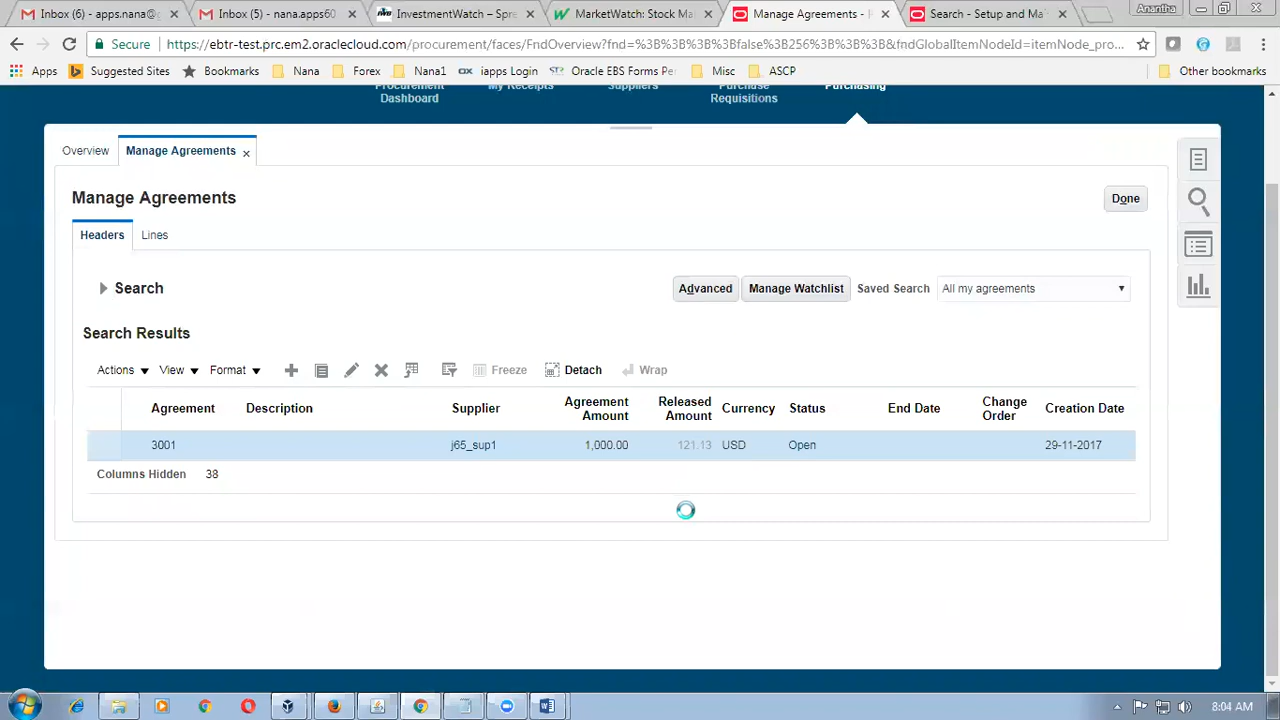 Inbox (6) - appsnana@g
Inbox (5) - nana.apps60
InvestmentWatch – Spre
MarketWatch: Stock Ma
Manage Agreements -
Search - Setup and Ma
Anantha
Secure
https://ebtr-test.prc.em2.oraclecloud.com/procurement/faces/FndOverview?fnd=%3B%3B%3B%3Bfalse%3B256%3B%3B%3B&fndGlobalItemNodeId=itemNode_pro...
Apps
Suggested Sites
Bookmarks
Nana
Forex
Nana1
iapps Login
Oracle EBS Forms Pe
Misc
ASCP
Other bookmarks
Procurement
Dashboard
My Receipts
Suppliers
Purchase
Requisitions
Purchasing
Overview
Manage Agreements
Manage Agreements
Done
Headers
Lines
Search
Advanced
Manage Watchlist
Saved Search
All my agreements
Search Results
Actions
View
Format
Freeze
Detach
Wrap
Agreement
Description
Supplier
Agreement
Amount
Released
Amount
Currency
Status
End Date
Change
Order
Creation Date
3001
j65_sup1
1,000.00
121.13
USD
Open
29-11-2017
Columns Hidden 38
8:04 AM